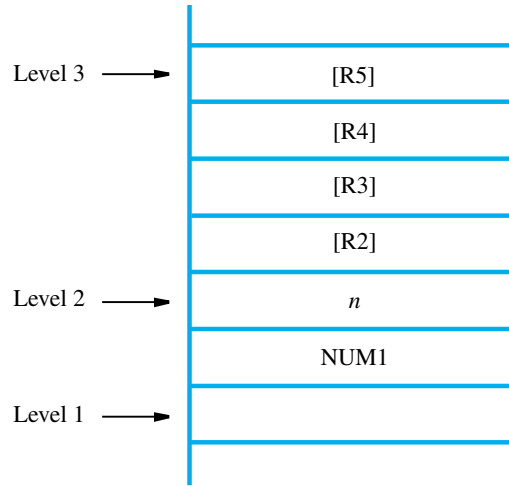 Level 3 [R5]
[R4]
[R3]
[R2]
Level 2 n
NUM1
Level 1